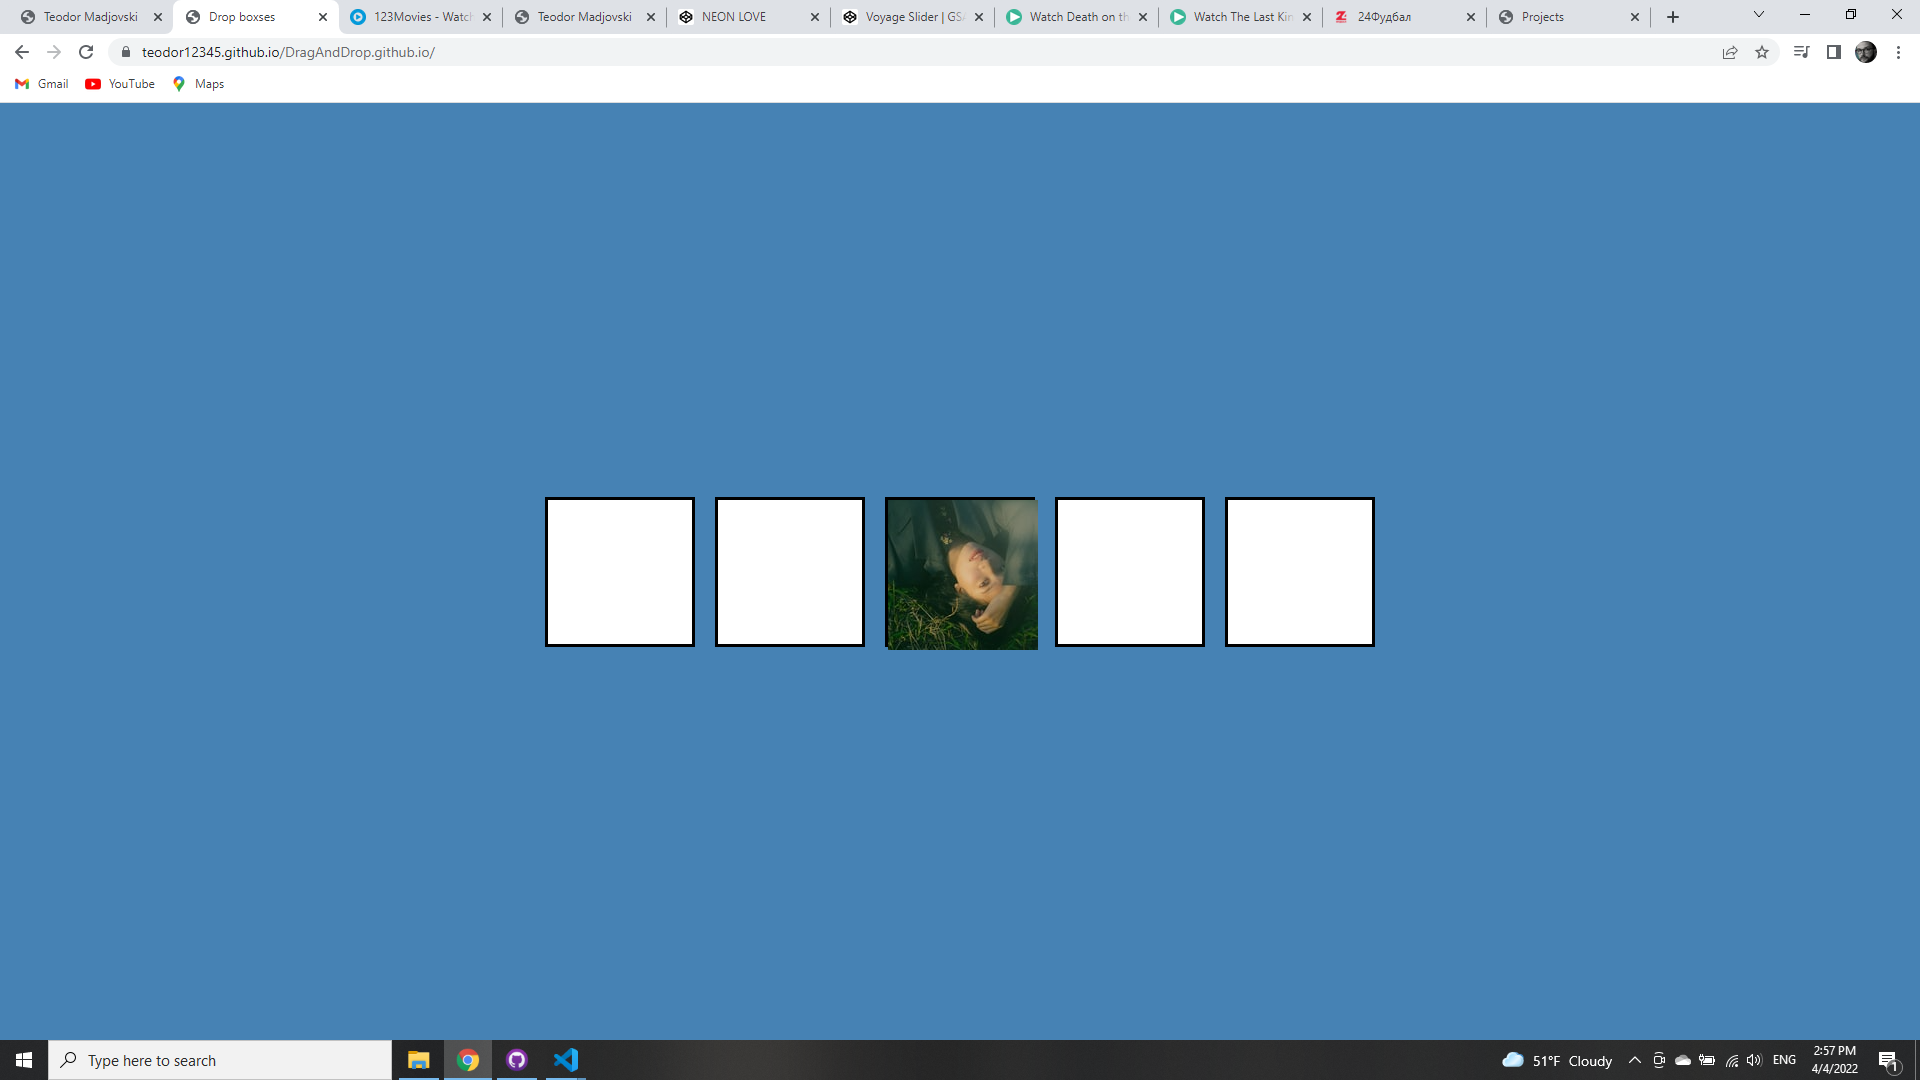 Teodor Madjovski
Drop boxses
123Movies - Watc
Teodor Madjovski
NEON LOVE
Voyage Slider | GS
Watch Death on th
Watch The Last Kin
24Фудбал
Projects
teodor12345.github.io/DragAndDrop.github.io/
Gmail
YouTube
Maps
Type here to search
51°F Cloudy
ENG
2:57 PM
4/4/2022
1